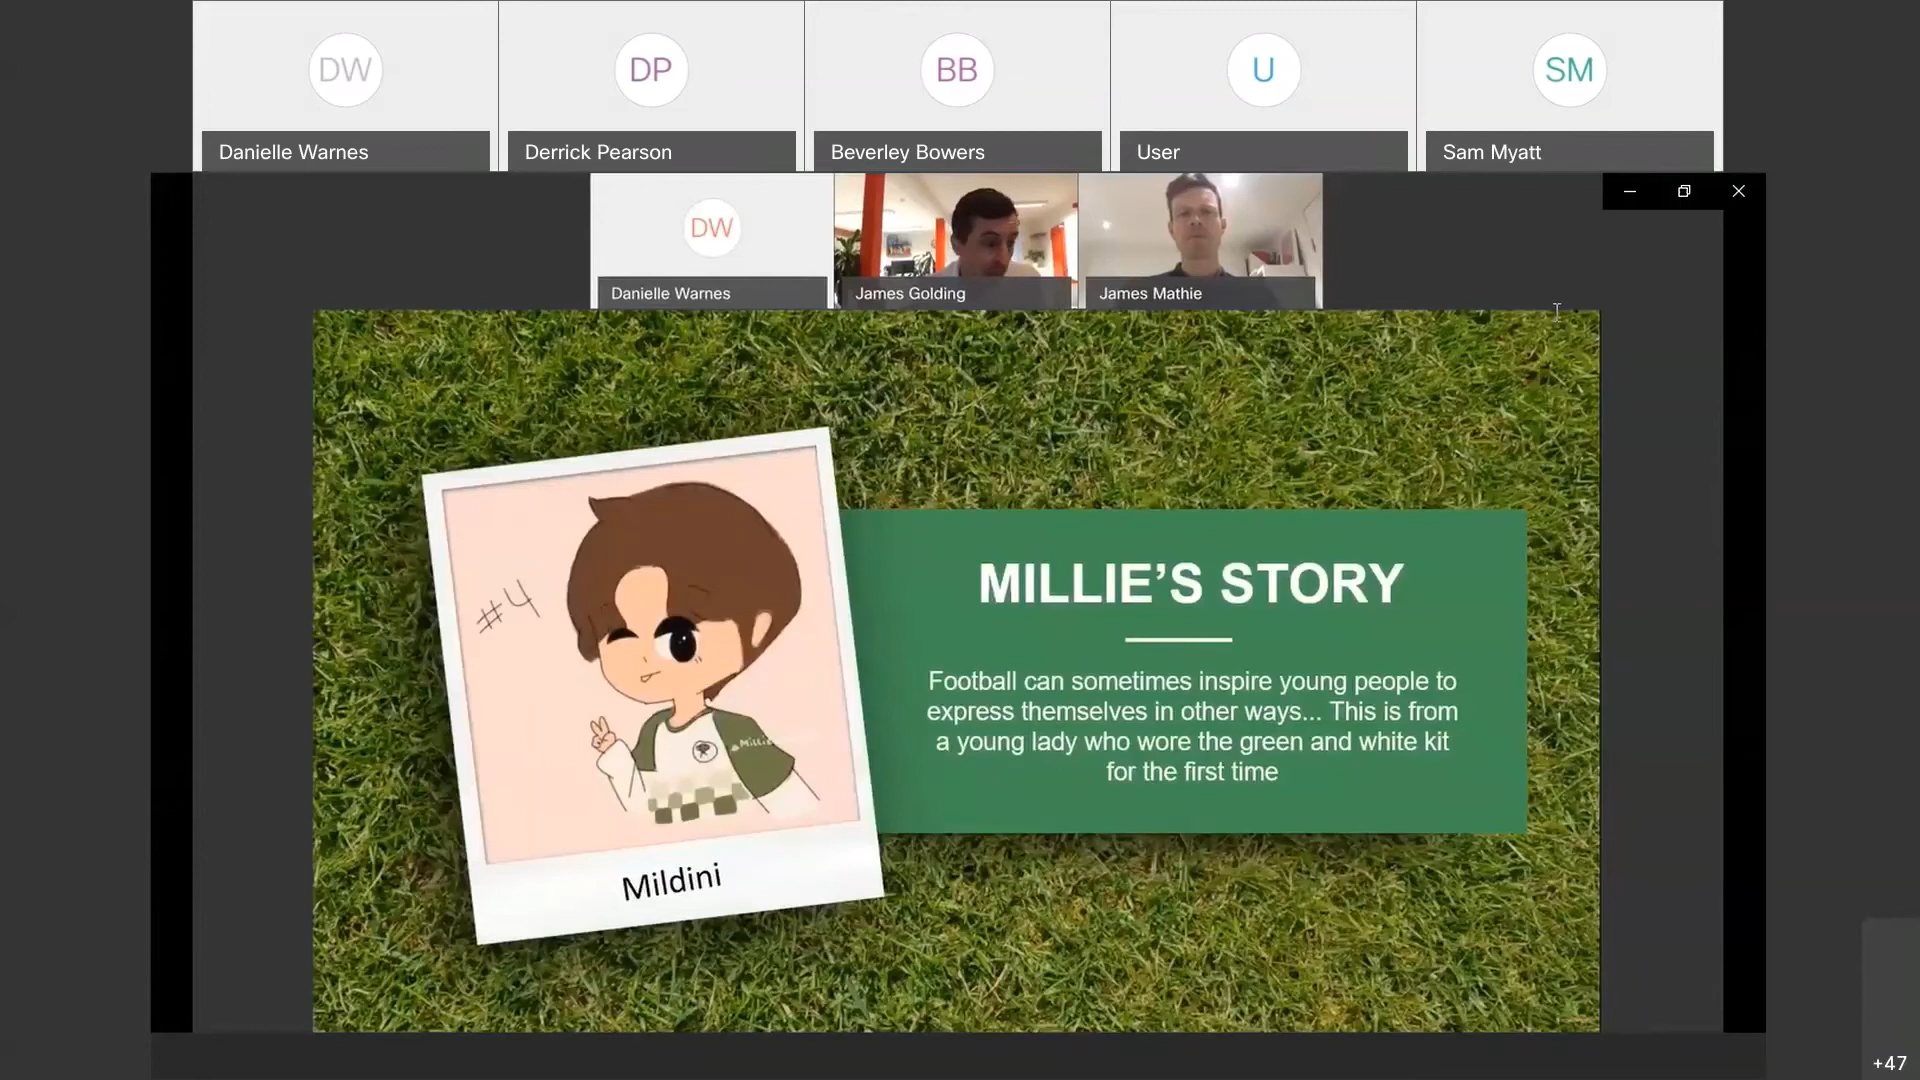 DW
DP
BB
U
SM
Danielle Warnes
Derrick Pearson
Beverley Bowers
User
Sam Myatt
DW
Danielle Warnes
James Golding
James Mathie
#4
Millie
Mildini
MILLIE’S STORY
Football can sometimes inspire young people to
express themselves in other ways... This is from
a young lady who wore the green and white kit
for the first time
+47